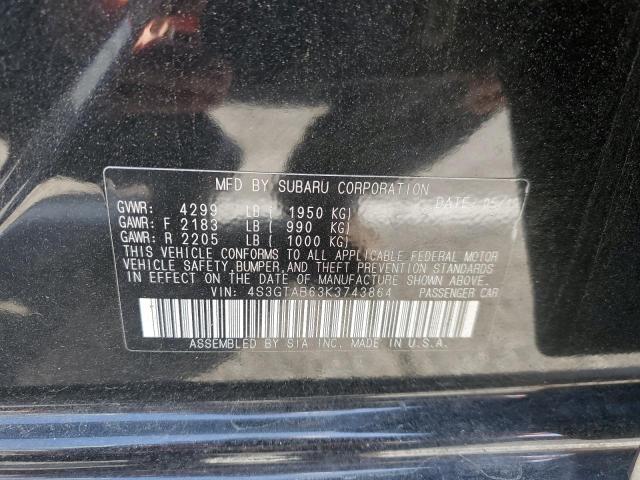 MFD BY SUBARU CORPORATION DATE: 05/
GVWR: 4299 LB ( 1950 KG)
GAWR: F 2183 LB ( 990 KG)
GAWR: R 2205 LB ( 1000 KG)
THIS VEHICLE CONFORMS TO ALL APPLICABLE FEDERAL MOTOR
VEHICLE SAFETY, BUMPER, AND THEFT PREVENTION STANDARDS
IN EFFECT ON THE DATE OF MANUFACTURE SHOWN ABOVE.
VIN: 4S3GTAB63K3743864 PASSENGER CAR
ASSEMBLED BY SIA INC. MADE IN U.S.A.